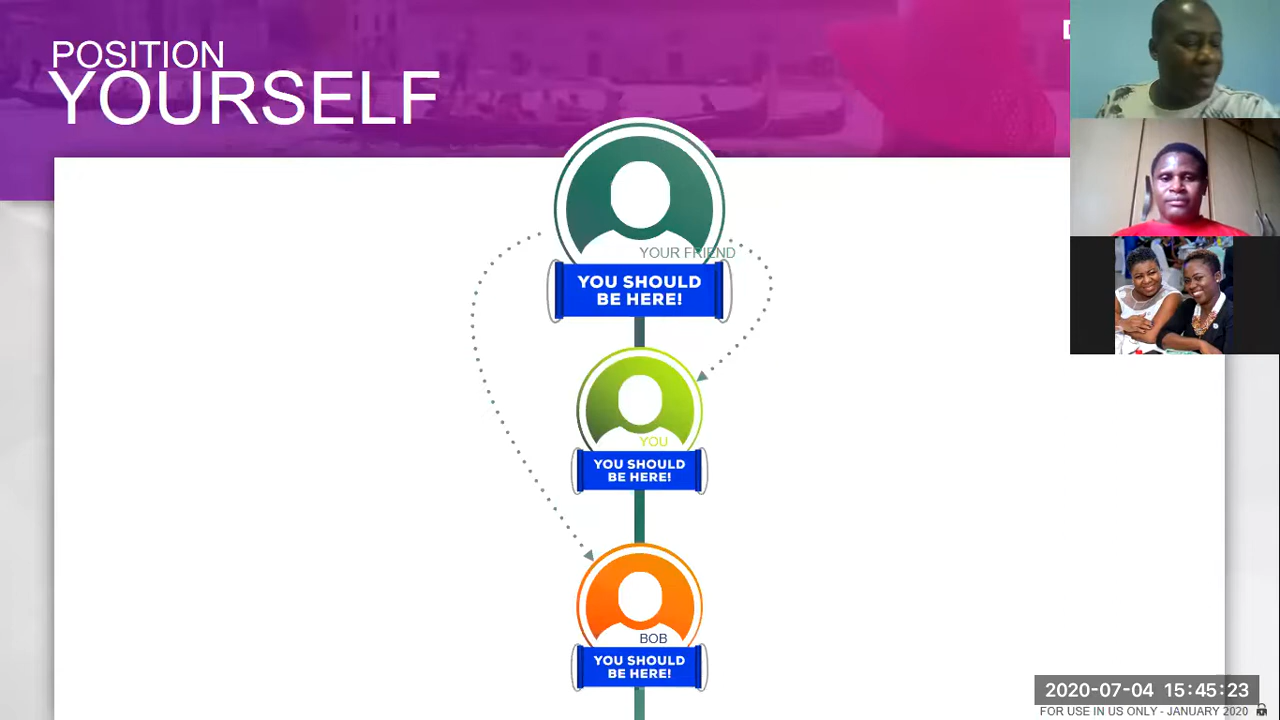 POSITION
YOURSELF
D
YOUR FRIEND
YOU SHOULD
BE HERE!
YOU
YOU SHOULD
BE HERE!
BOB
YOU SHOULD
BE HERE!
2020-07-04 15:45:23
FOR USE IN US ONLY - JANUARY 2020